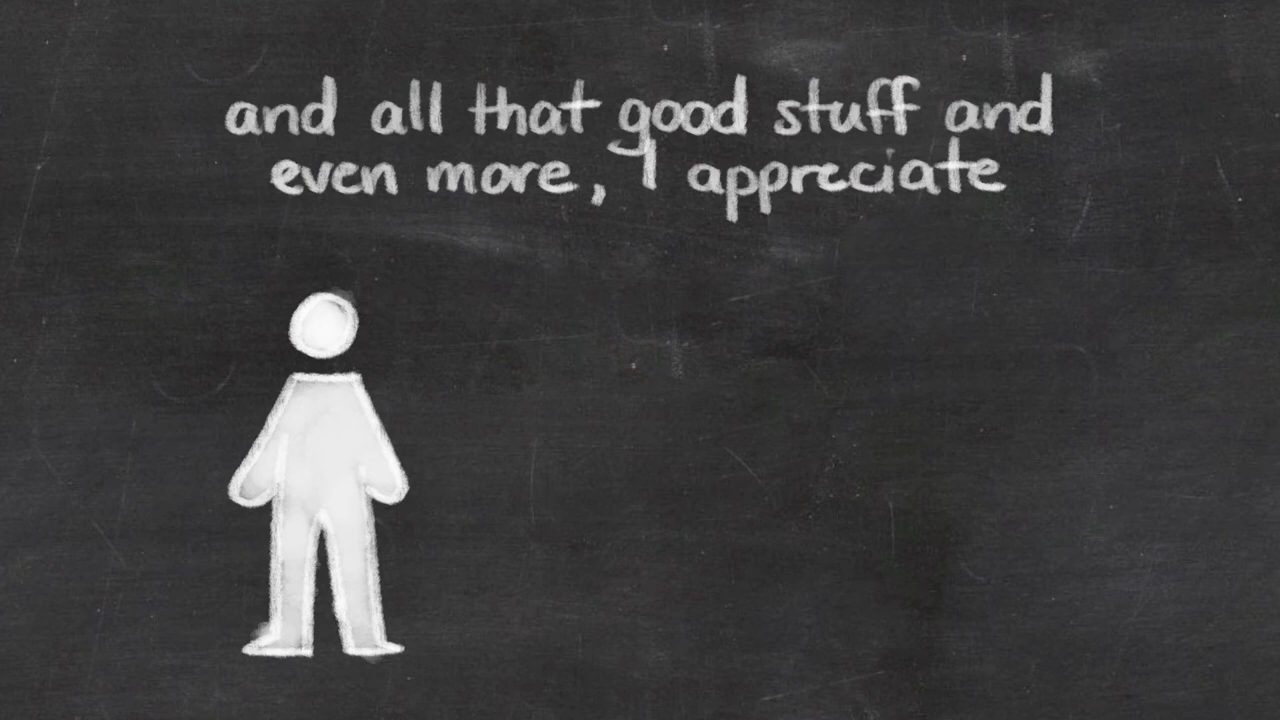 and all that good stuff and
even more, I appreciate